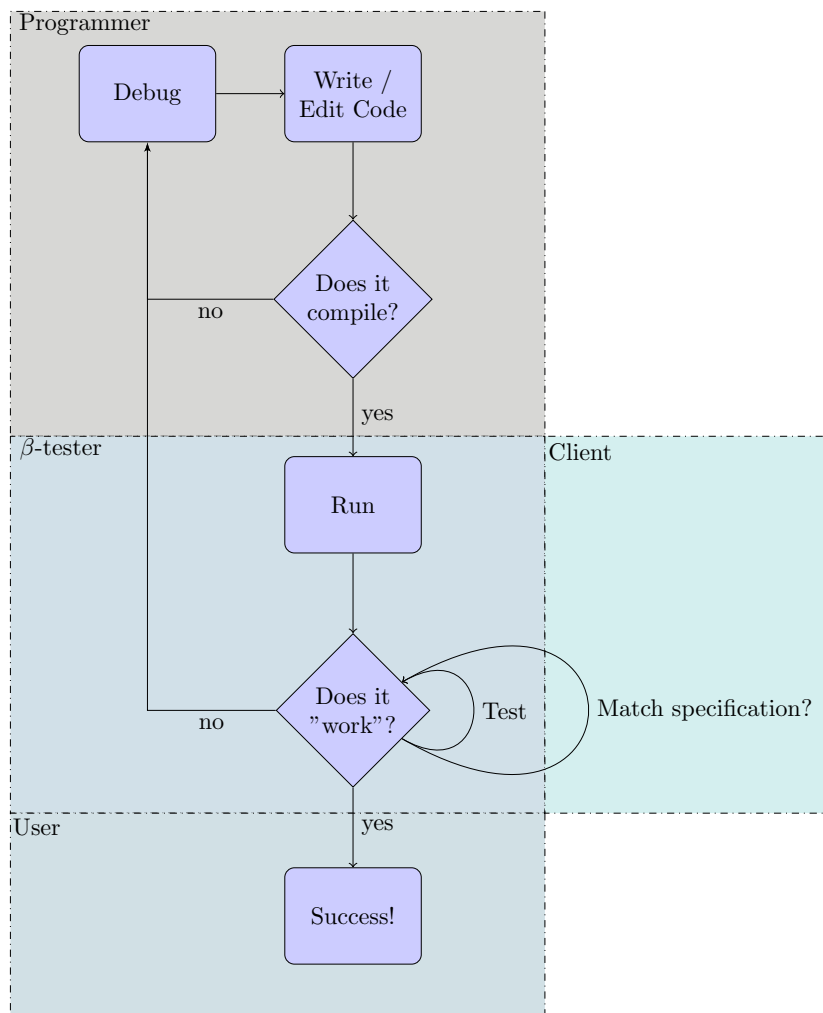 Programmer
Debug
Write /
Edit Code
Does it
compile?
no
yes
β-tester
Client
Run
Does it
"work"?
Test
Match specification?
no
yes
User
Success!